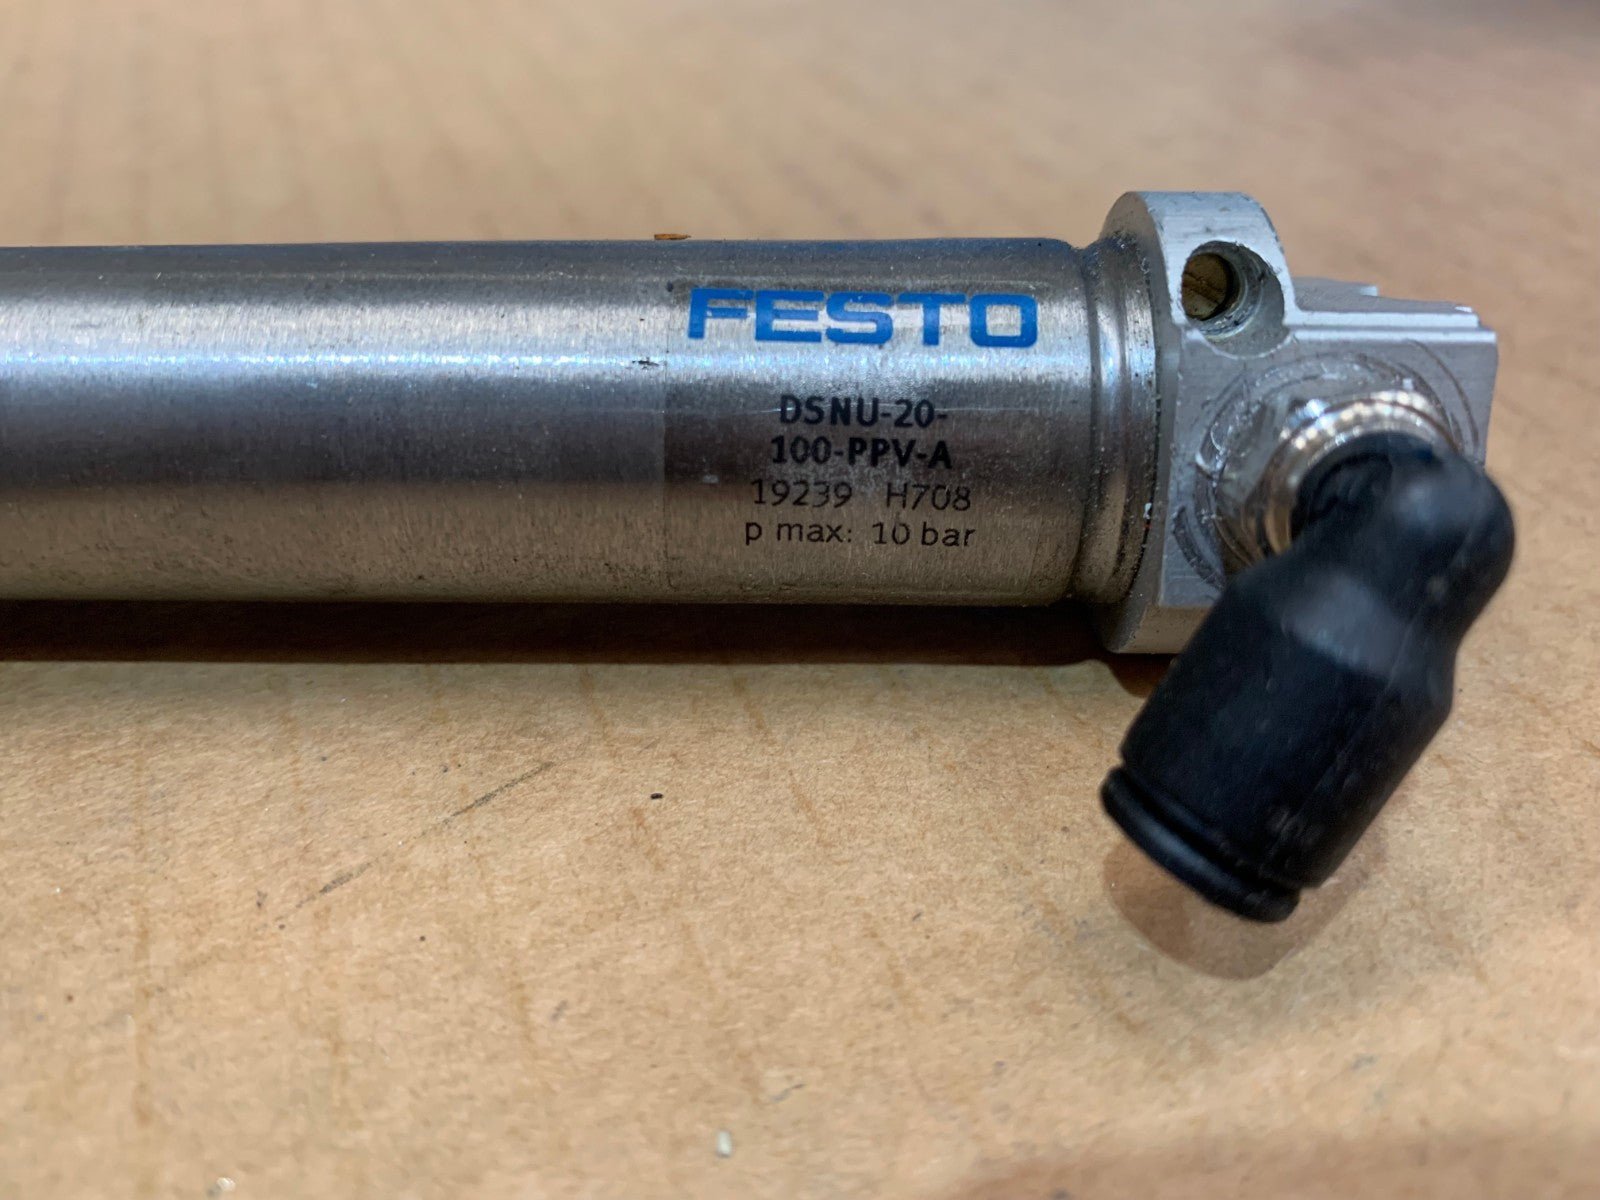 FESTO
DSNU-20-
100-PPV-A
19239 H708
p max: 10 bar